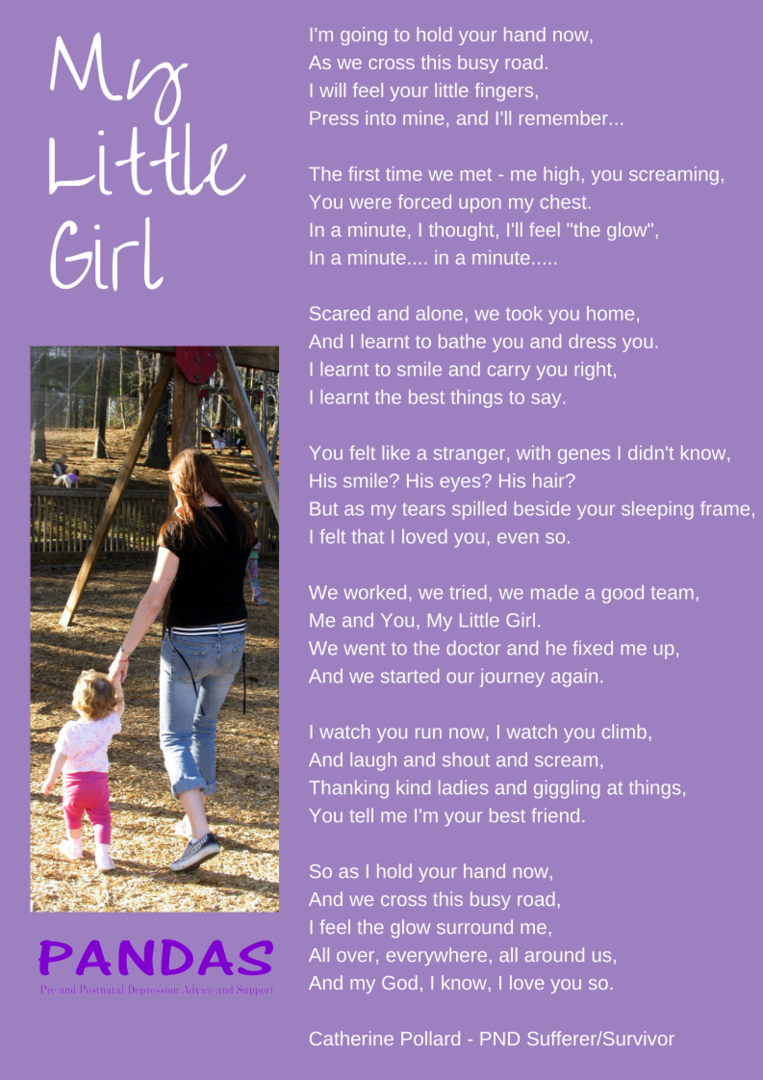 My
Little
Girl
I'm going to hold your hand now,
As we cross this busy road.
I will feel your little fingers,
Press into mine, and I'll remember...
The first time we met - me high, you screaming,
You were forced upon my chest.
In a minute, I thought, I'll feel "the glow",
In a minute.... in a minute.....
Scared and alone, we took you home,
And I learnt to bathe you and dress you.
I learnt to smile and carry you right,
I learnt the best things to say.
You felt like a stranger, with genes I didn't know,
His smile? His eyes? His hair?
But as my tears spilled beside your sleeping frame,
I felt that I loved you, even so.
We worked, we tried, we made a good team,
Me and You, My Little Girl.
We went to the doctor and he fixed me up,
And we started our journey again.
I watch you run now, I watch you climb,
And laugh and shout and scream,
Thanking kind ladies and giggling at things,
You tell me I'm your best friend.
So as I hold your hand now,
And we cross this busy road,
I feel the glow surround me,
All over, everywhere, all around us,
And my God, I know, I love you so.
Catherine Pollard - PND Sufferer/Survivor
PANDAS
Pre and Postnatal Depression Advice and Support